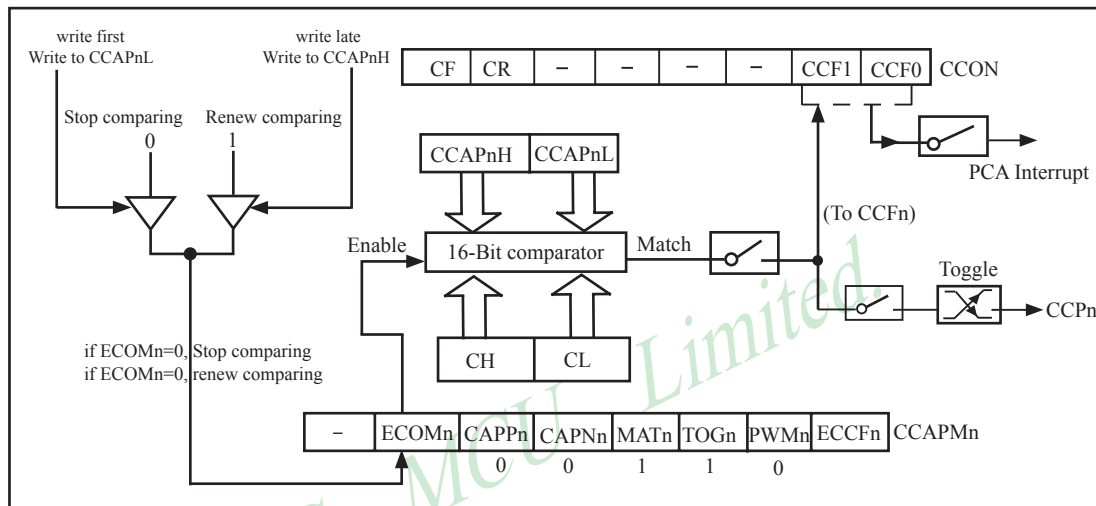 write first
Write to CCAPnL
write late
Write to CCAPnH
CF CR – – – – CCF1 CCF0 CCON
Stop comparing
0
Renew comparing
1
CCAPnH CCAPnL
PCA Interrupt
(To CCFn)
Enable
16-Bit comparator
Match
Toggle
CCPn
CH CL
if ECOMn=0, Stop comparing
if ECOMn=0, renew comparing
– ECOMn CAPPn CAPNn MATn TOGn PWMn ECCFn CCAPMn
0 0 1 1 0
MCU Limited.